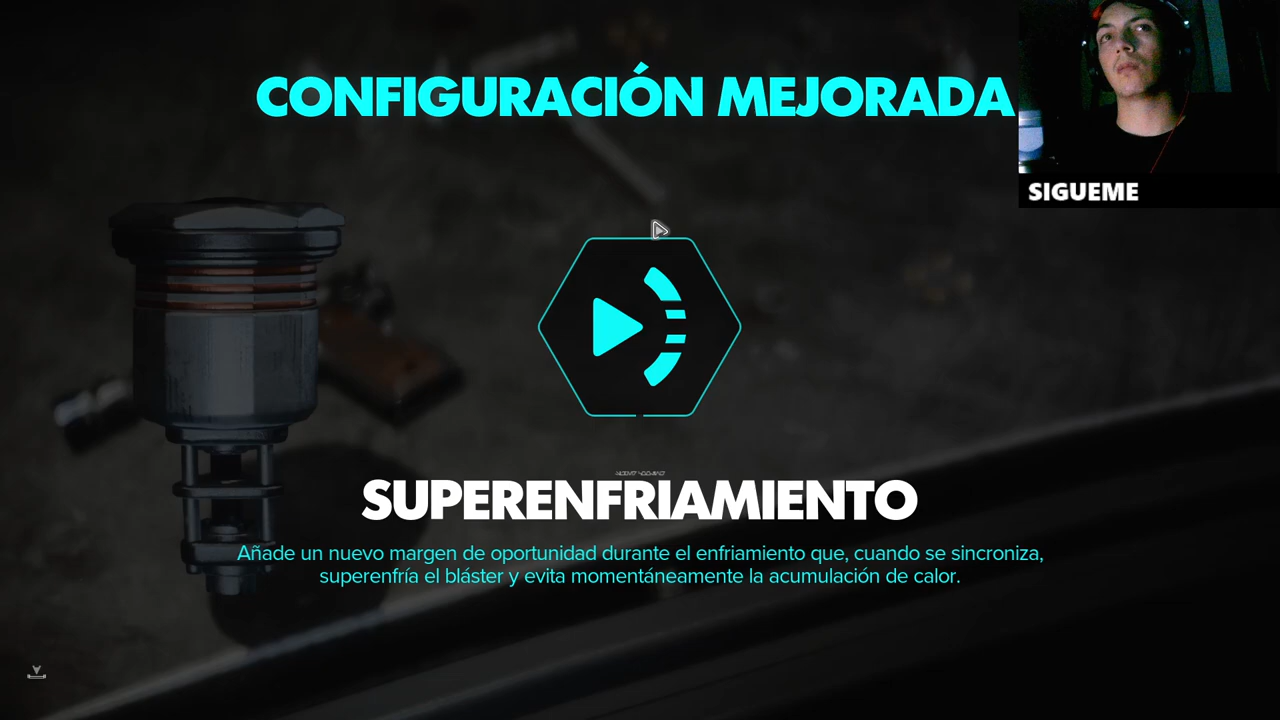 CONFIGURACIÓN MEJORADA
SIGUEME
SUPERENFRIAMIENTO
Añade un nuevo margen de oportunidad durante el enfriamiento que, cuando se sincroniza,
superenfría el bláster y evita momentáneamente la acumulación de calor.